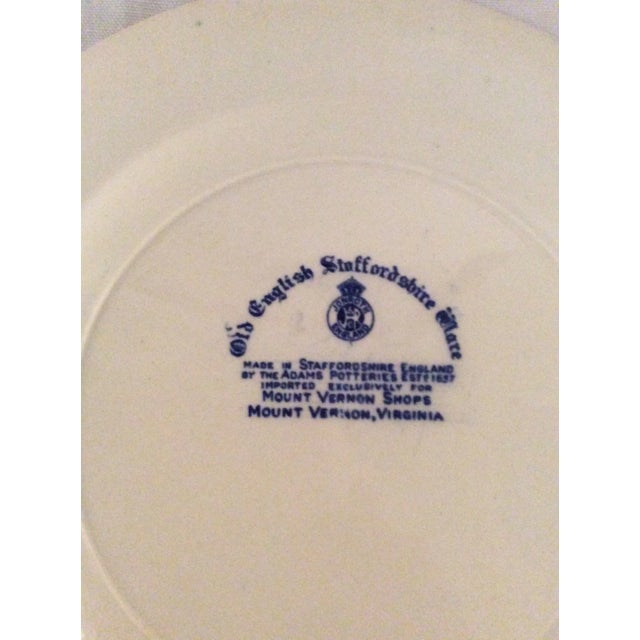 Old English Staffordshire Ware
ENGLAND
MADE IN STAFFORDSHIRE ENGLAND
BY THE ADAMS POTTERIES ESTD 1657
IMPORTED EXCLUSIVELY FOR
MOUNT VERNON SHOPS
MOUNT VERNON, VIRGINIA